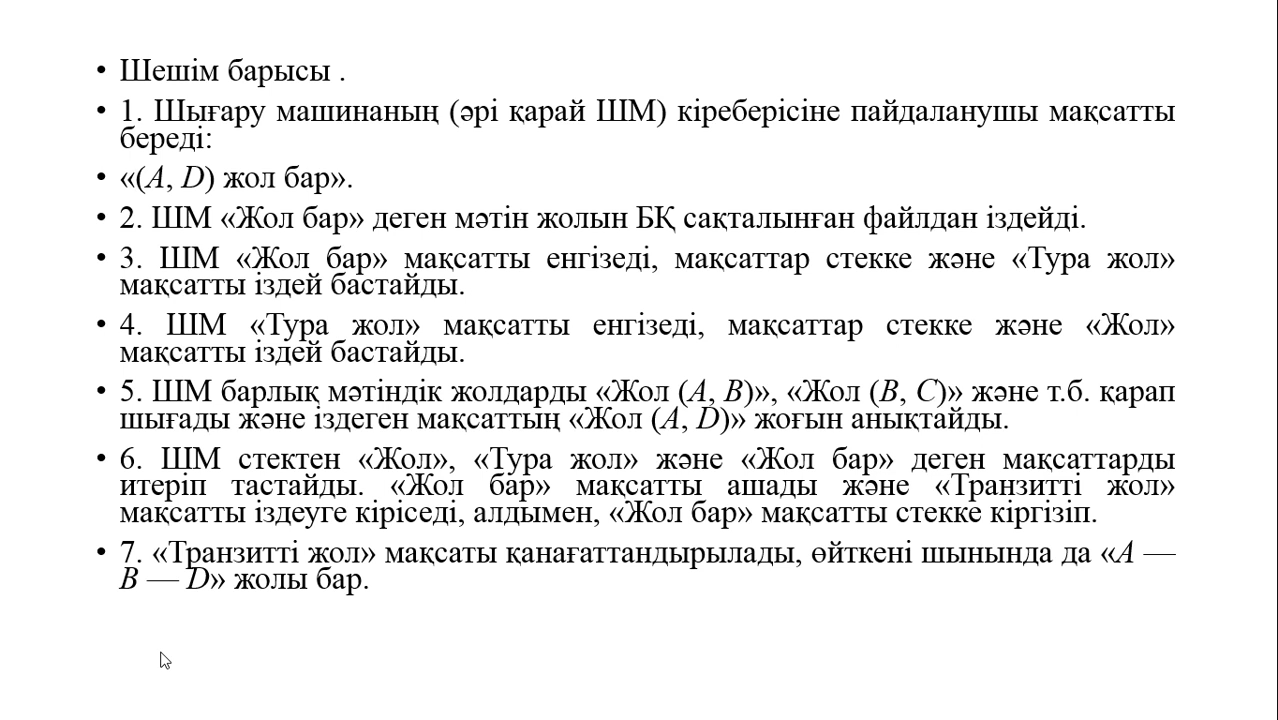 • Шешім барысы .
• 1. Шығару машинаның (әрі қарай ШМ) кіреберісіне пайдаланушы мақсатты
береді:
• «(A, D) жол бар».
• 2. ШМ «Жол бар» деген мәтін жолын БҚ сақталынған файлдан іздейді.
• 3. ШМ «Жол бар» мақсатты енгізеді, мақсаттар стекке және «Тура жол»
мақсатты іздей бастайды.
• 4. ШМ «Тура жол» мақсатты енгізеді, мақсаттар стекке және «Жол»
мақсатты іздей бастайды.
• 5. ШМ барлық мәтіндік жолдарды «Жол (A, B)», «Жол (B, C)» және т.б. қарап
шығады және іздеген мақсаттың «Жол (A, D)» жоғын анықтайды.
• 6. ШМ стектен «Жол», «Тура жол» және «Жол бар» деген мақсаттарды
итеріп тастайды. «Жол бар» мақсатты ашады және «Транзитті жол»
мақсатты іздеуге кіріседі, алдымен, «Жол бар» мақсатты стекке кіргізіп.
• 7. «Транзитті жол» мақсаты қанағаттандырылады, өйткені шынында да «A —
B — D» жолы бар.